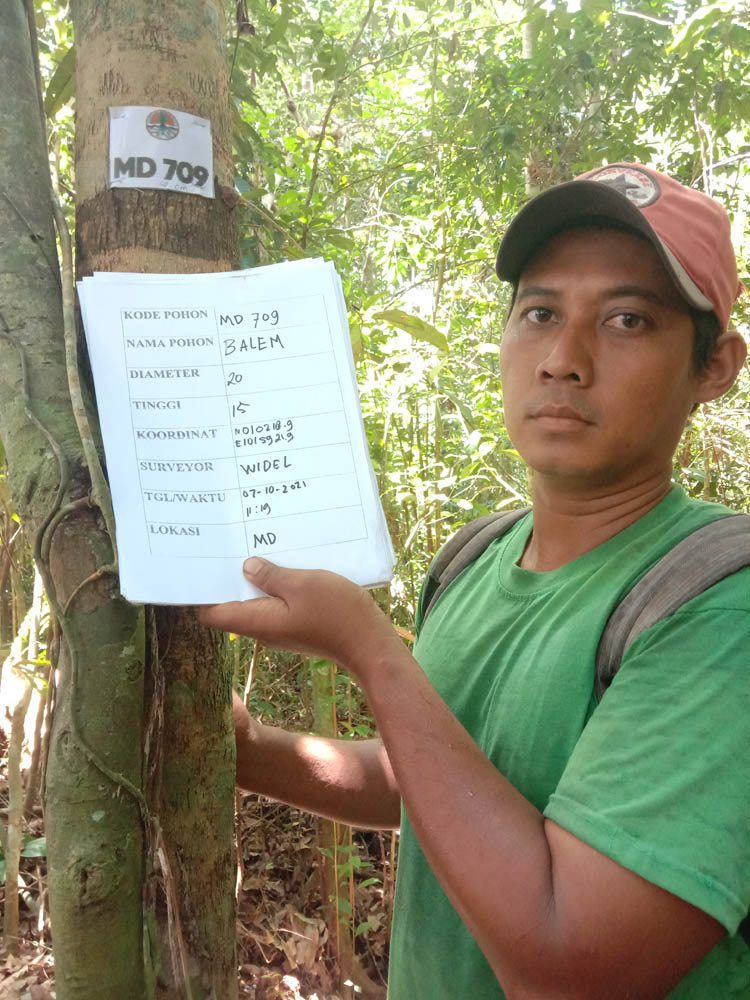 MD 709
KODE POHON MD 709
NAMA POHON BALEM
DIAMETER 20
TINGGI 15
KOORDINAT N010218.9
E1015921.9
SURVEYOR WIDEL
TGL/WAKTU 07-10-2021
11:19
LOKASI MD